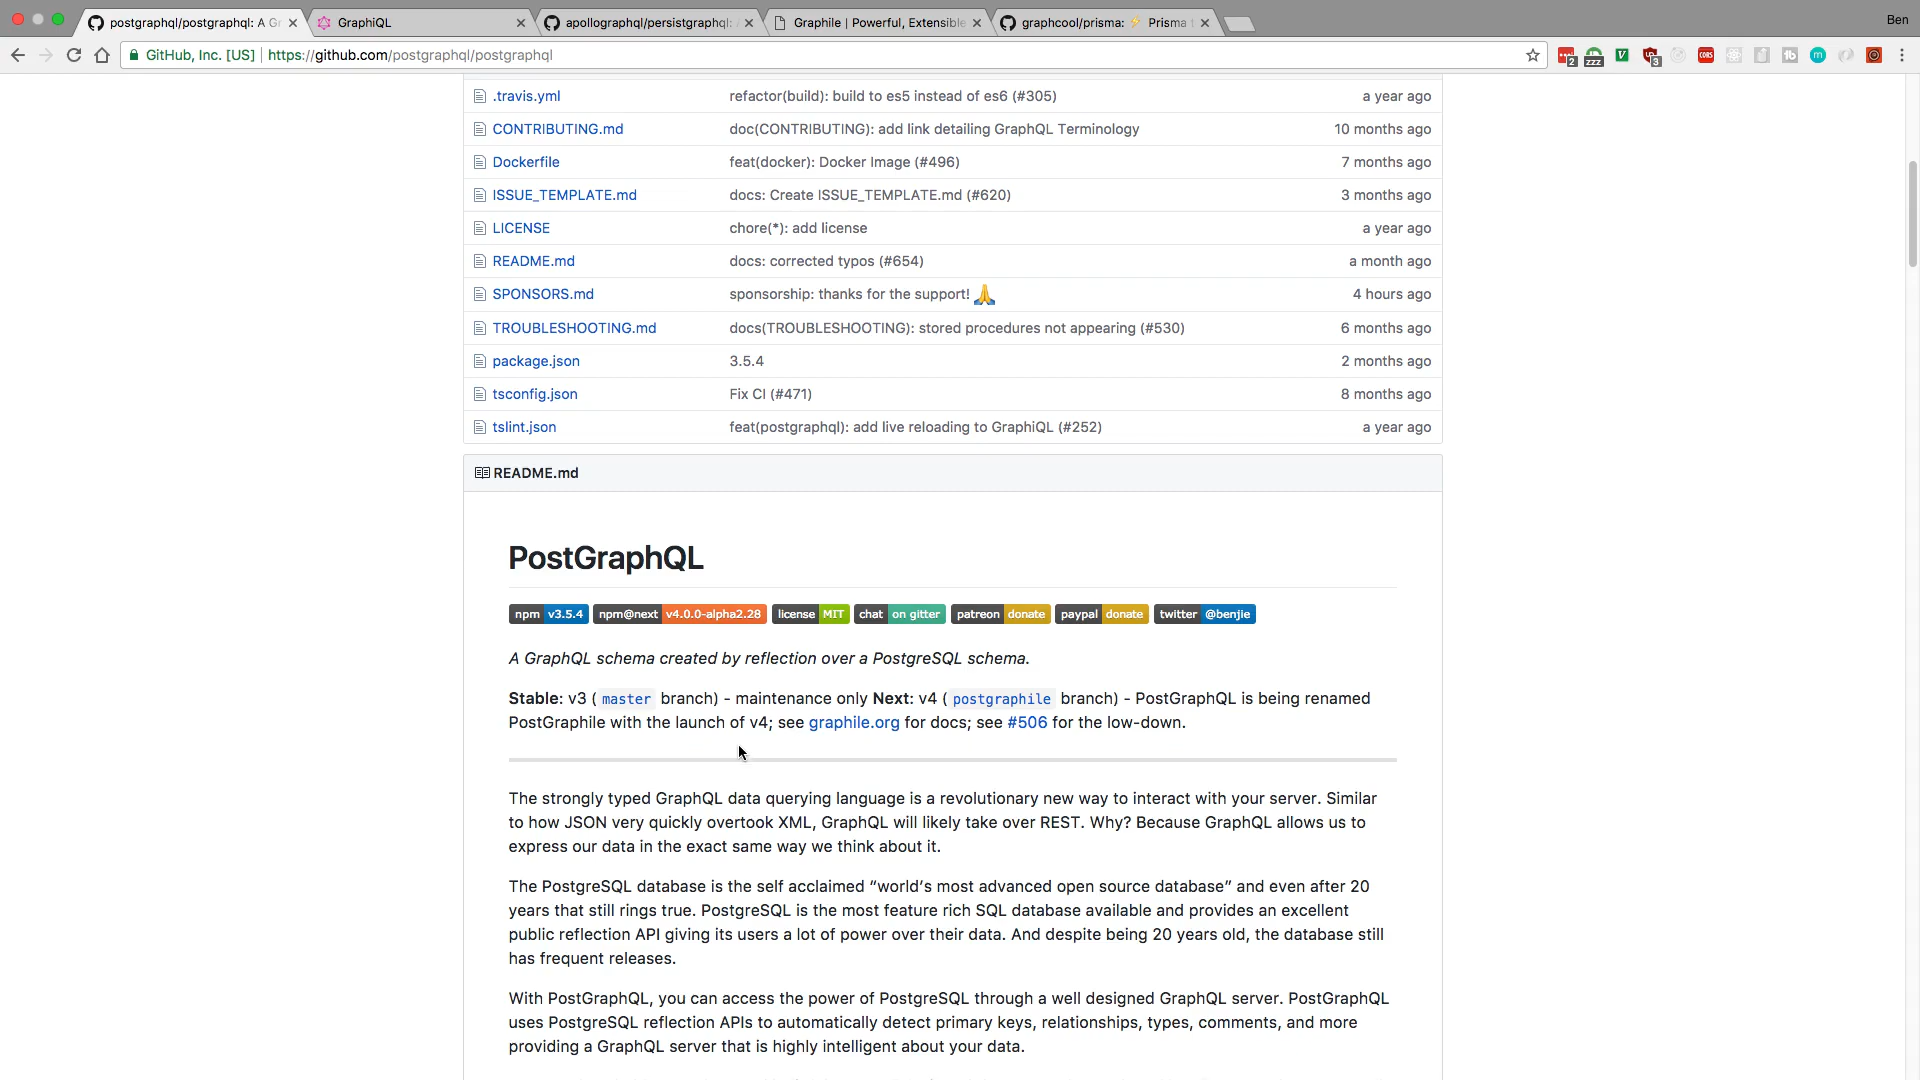 postgraphql/postgraphql: A Gr
GraphiQL
apollographql/persistgraphql: A
Graphile | Powerful, Extensible
graphcool/prisma: ⚡ Prisma t
Ben
GitHub, Inc. [US] | https://github.com/postgraphql/postgraphql
.travis.yml refactor(build): build to es5 instead of es6 (#305) a year ago
CONTRIBUTING.md doc(CONTRIBUTING): add link detailing GraphQL Terminology 10 months ago
Dockerfile feat(docker): Docker Image (#496) 7 months ago
ISSUE_TEMPLATE.md docs: Create ISSUE_TEMPLATE.md (#620) 3 months ago
LICENSE chore(*): add license a year ago
README.md docs: corrected typos (#654) a month ago
SPONSORS.md sponsorship: thanks for the support! 🙏 4 hours ago
TROUBLESHOOTING.md docs(TROUBLESHOOTING): stored procedures not appearing (#530) 6 months ago
package.json 3.5.4 2 months ago
tsconfig.json Fix CI (#471) 8 months ago
tslint.json feat(postgraphql): add live reloading to GraphiQL (#252) a year ago
README.md
PostGraphQL
npm v3.5.4 npm@next v4.0.0-alpha2.28 license MIT chat on gitter patreon donate paypal donate twitter @benjie
A GraphQL schema created by reflection over a PostgreSQL schema.
Stable: v3 ( master branch) - maintenance only Next: v4 ( postgraphile branch) - PostGraphQL is being renamed
PostGraphile with the launch of v4; see graphile.org for docs; see #506 for the low-down.
The strongly typed GraphQL data querying language is a revolutionary new way to interact with your server. Similar
to how JSON very quickly overtook XML, GraphQL will likely take over REST. Why? Because GraphQL allows us to
express our data in the exact same way we think about it.
The PostgreSQL database is the self acclaimed “world’s most advanced open source database” and even after 20
years that still rings true. PostgreSQL is the most feature rich SQL database available and provides an excellent
public reflection API giving its users a lot of power over their data. And despite being 20 years old, the database still
has frequent releases.
With PostGraphQL, you can access the power of PostgreSQL through a well designed GraphQL server. PostGraphQL
uses PostgreSQL reflection APIs to automatically detect primary keys, relationships, types, comments, and more
providing a GraphQL server that is highly intelligent about your data.